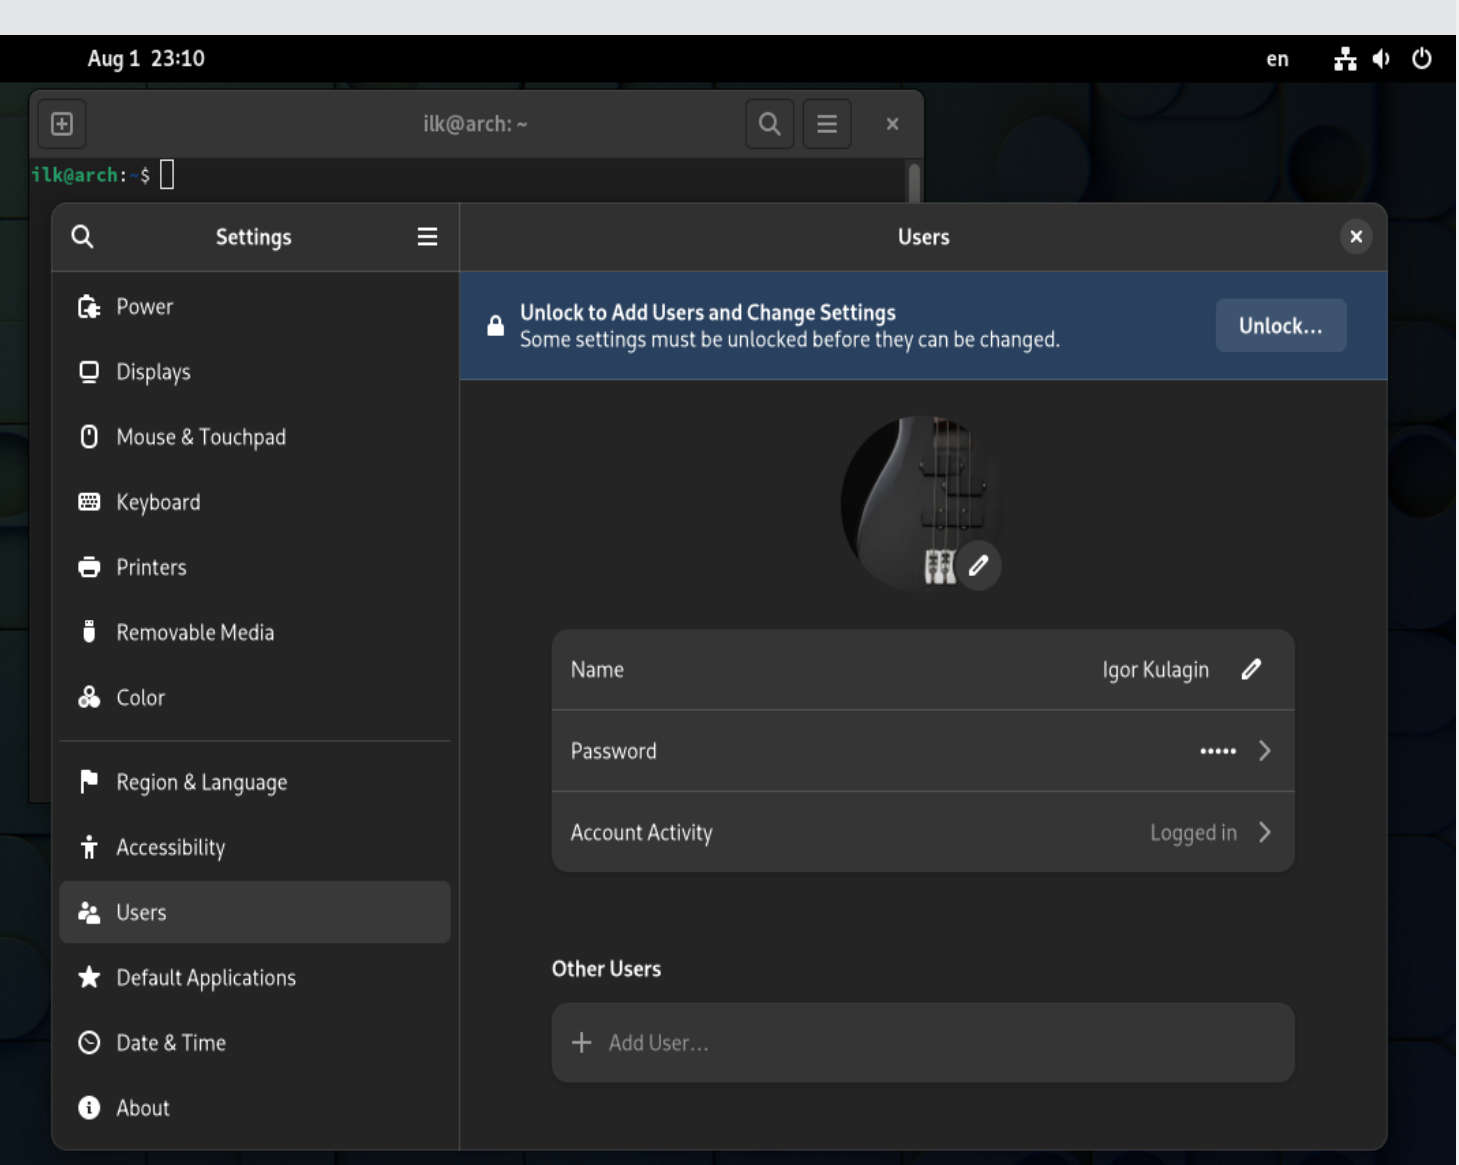 Aug 1 23:10
en
ilk@arch: ~
ilk@arch:~$
Settings
Users
Power
Displays
Mouse & Touchpad
Keyboard
Printers
Removable Media
Color
Region & Language
Accessibility
Users
Default Applications
Date & Time
About
Unlock to Add Users and Change Settings
Some settings must be unlocked before they can be changed.
Unlock...
Name
Igor Kulagin
Password
•••••
Account Activity
Logged in
Other Users
+ Add User...